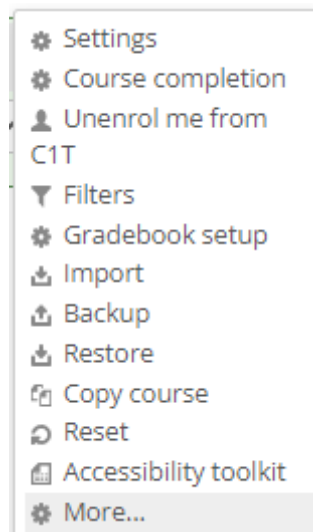 Settings
Course completion
Unenrol me from
C1T
Filters
Gradebook setup
Import
Backup
Restore
Copy course
Reset
Accessibility toolkit
More...